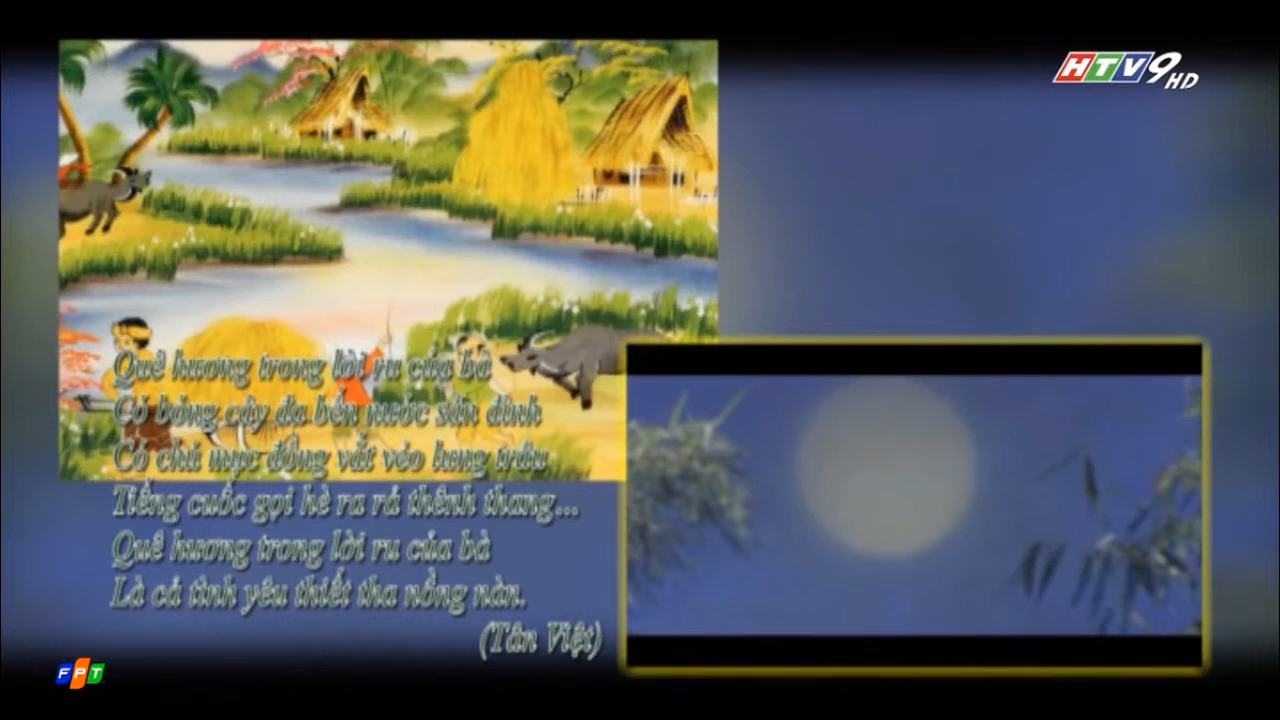 HTV9 HD
Quê hương trong lời ru của bà
Có bóng cây đa bến nước sân đình
Có chú mục đồng vắt vẻo lưng trâu
Tiếng cuốc gọi hè ra rả thênh thang...
Quê hương trong lời ru của bà
Là cả tình yêu thiết tha nồng nàn.
(Tân Việt)
FPT